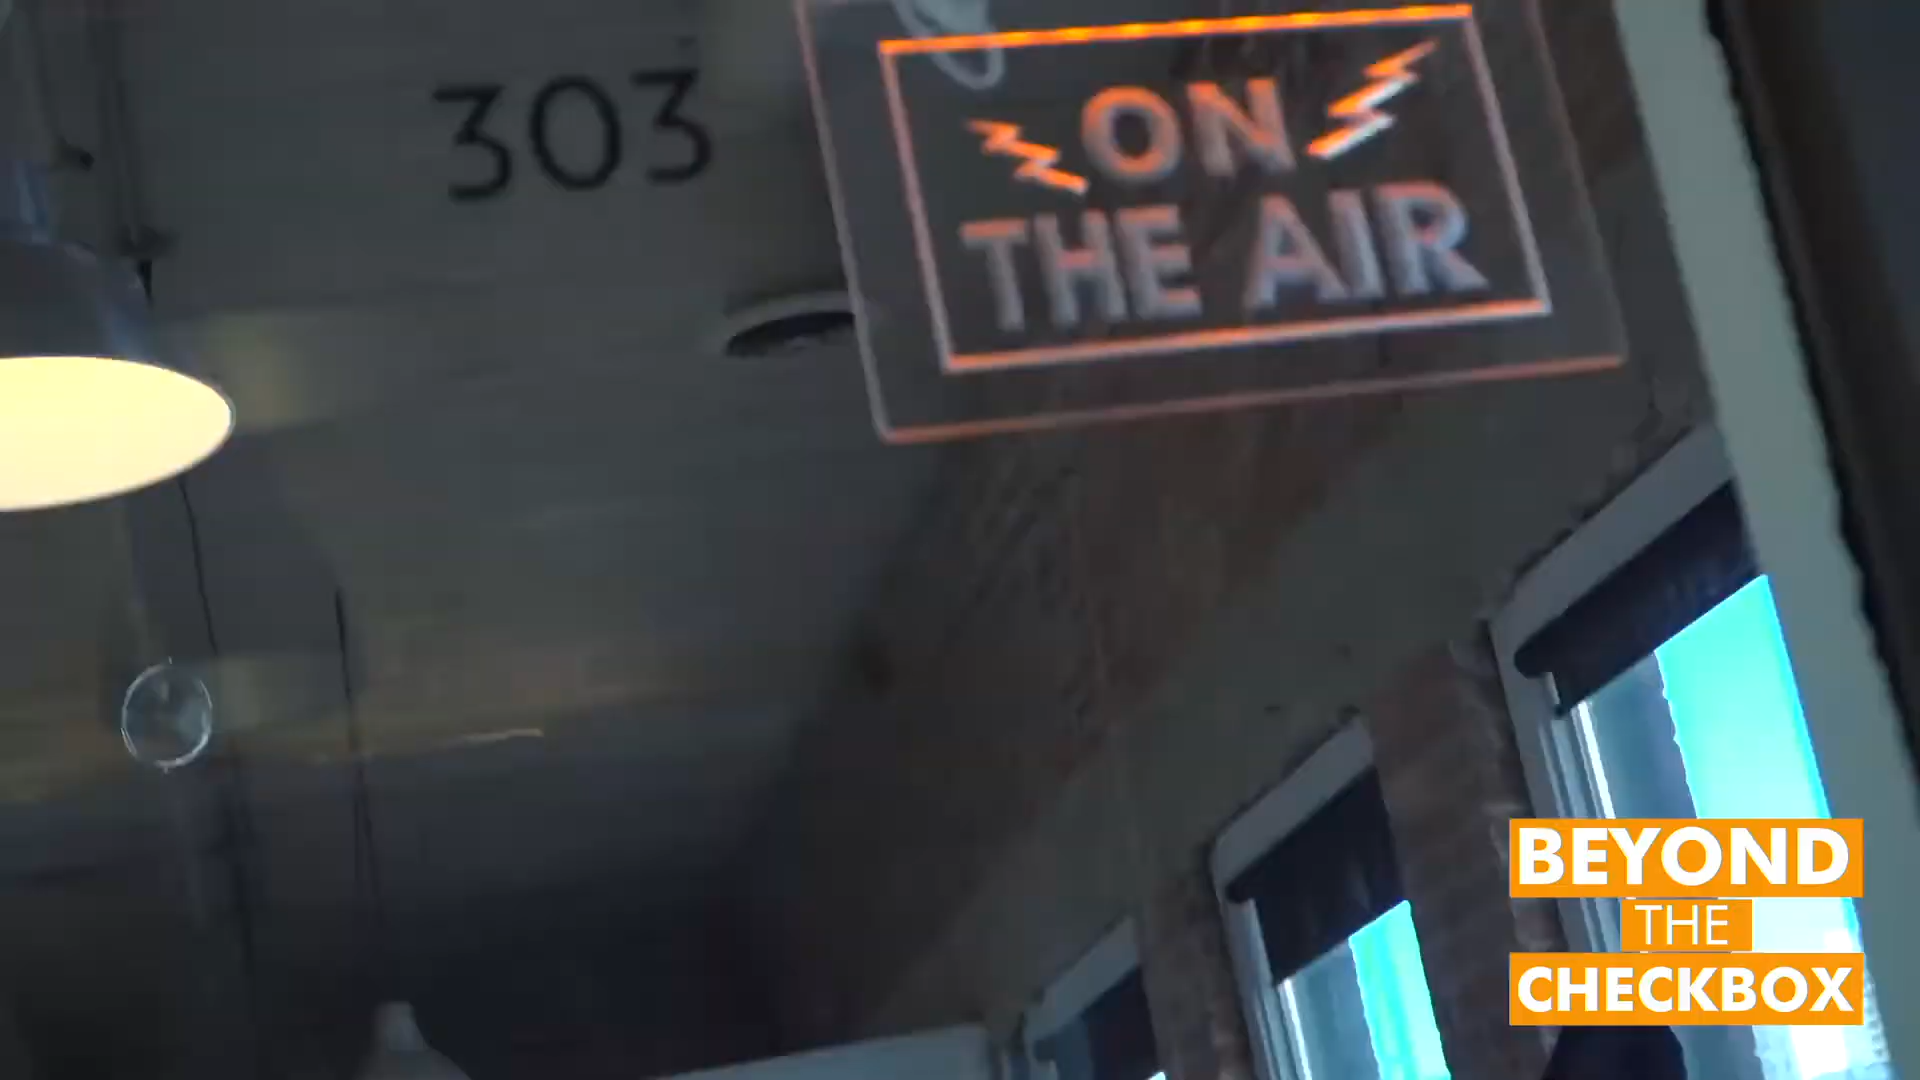 303
ON
THE AIR
BEYOND
THE
CHECKBOX